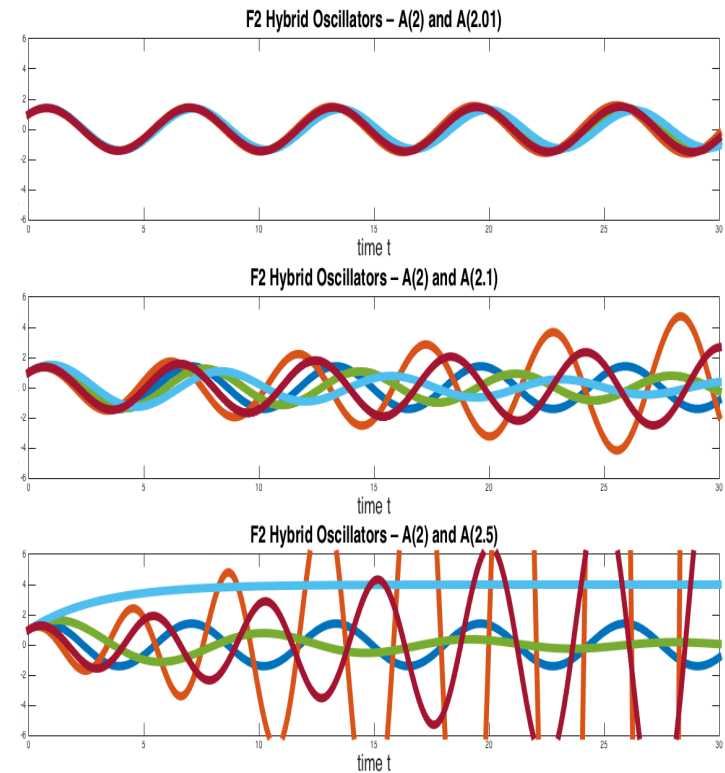 F2 Hybrid Oscillators – A(2) and A(2.01)
6
4
2
0
-2
-4
-6
0 5 10 15 20 25 30
time t
F2 Hybrid Oscillators – A(2) and A(2.1)
6
4
2
0
-2
-4
-6
0 5 10 15 20 25 30
time t
F2 Hybrid Oscillators – A(2) and A(2.5)
6
4
2
0
-2
-4
-6
0 5 10 15 20 25 30
time t